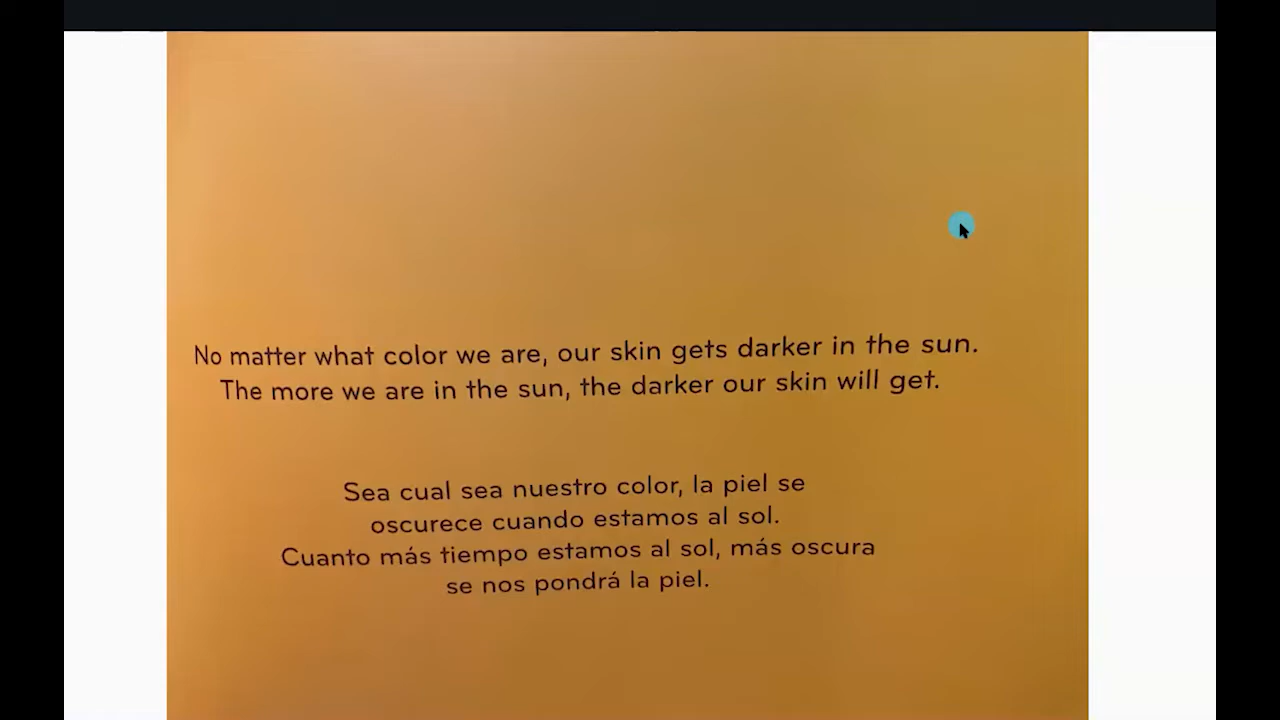 No matter what color we are, our skin gets darker in the sun.
The more we are in the sun, the darker our skin will get.
Sea cual sea nuestro color, la piel se
oscurece cuando estamos al sol.
Cuanto más tiempo estamos al sol, más oscura
se nos pondrá la piel.